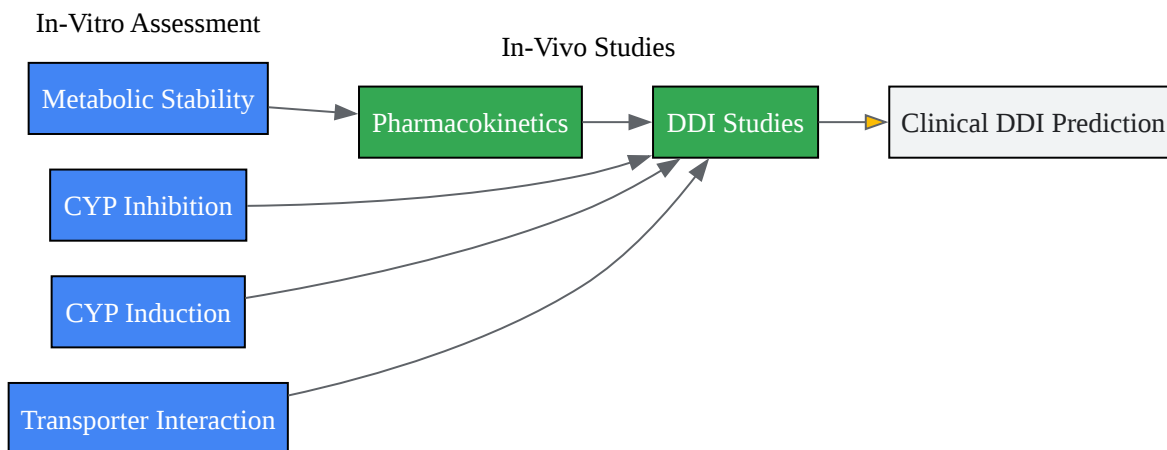 In-Vitro Assessment
In-Vivo Studies
Metabolic Stability
Pharmacokinetics
DDI Studies
Clinical DDI Prediction
CYP Inhibition
CYP Induction
Transporter Interaction